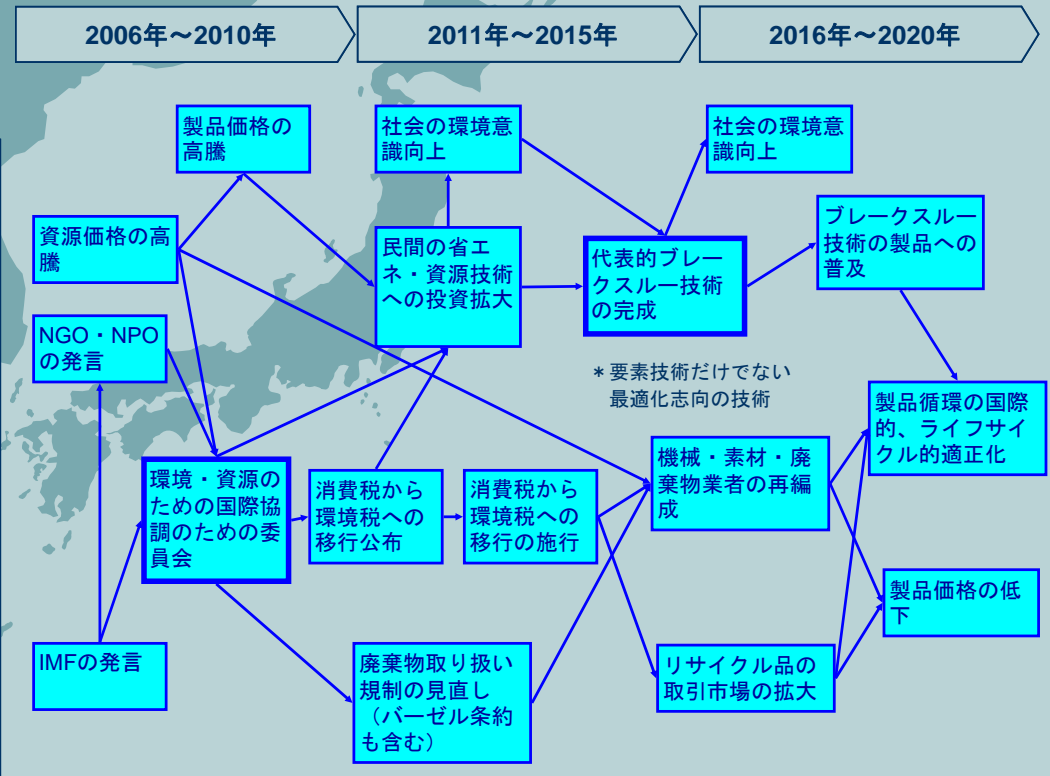 2006年～2010年
2011年～2015年
2016年～2020年
製品価格の
高騰
社会の環境意
識向上
社会の環境意
識向上
資源価格の高
騰
民間の省エ
ネ・資源技術
への投資拡大
代表的ブレー
クスルー技術
の完成
ブレークスルー
技術の製品への
普及
NGO・NPO
の発言
＊要素技術だけでない
最適化志向の技術
製品循環の国際
的、ライフサイ
クル的適正化
環境・資源の
ための国際協
調のための委
員会
消費税から
環境税への
移行公布
消費税から
環境税への
移行の施行
機械・素材・廃
棄物業者の再編
成
製品価格の低
下
IMFの発言
廃棄物取り扱い
規制の見直し
（バーゼル条約
も含む）
リサイクル品の
取引市場の拡大